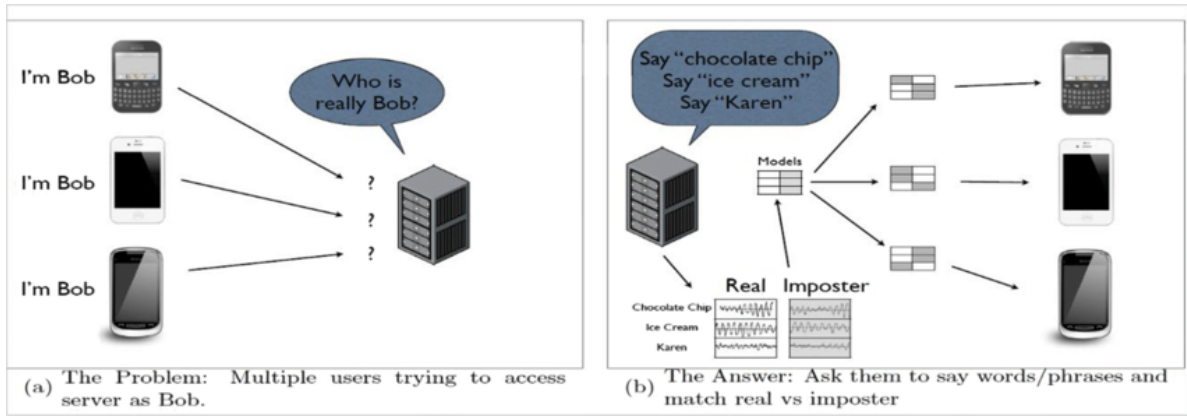 I'm Bob
I'm Bob
I'm Bob
Who is
really Bob?
?
?
?
(a) The Problem: Multiple users trying to access
server as Bob.
Say "chocolate chip"
Say "ice cream"
Say "Karen"
Models
Real Imposter
Chocolate Chip
Ice Cream
Karen
(b) The Answer: Ask them to say words/phrases and
match real vs imposter